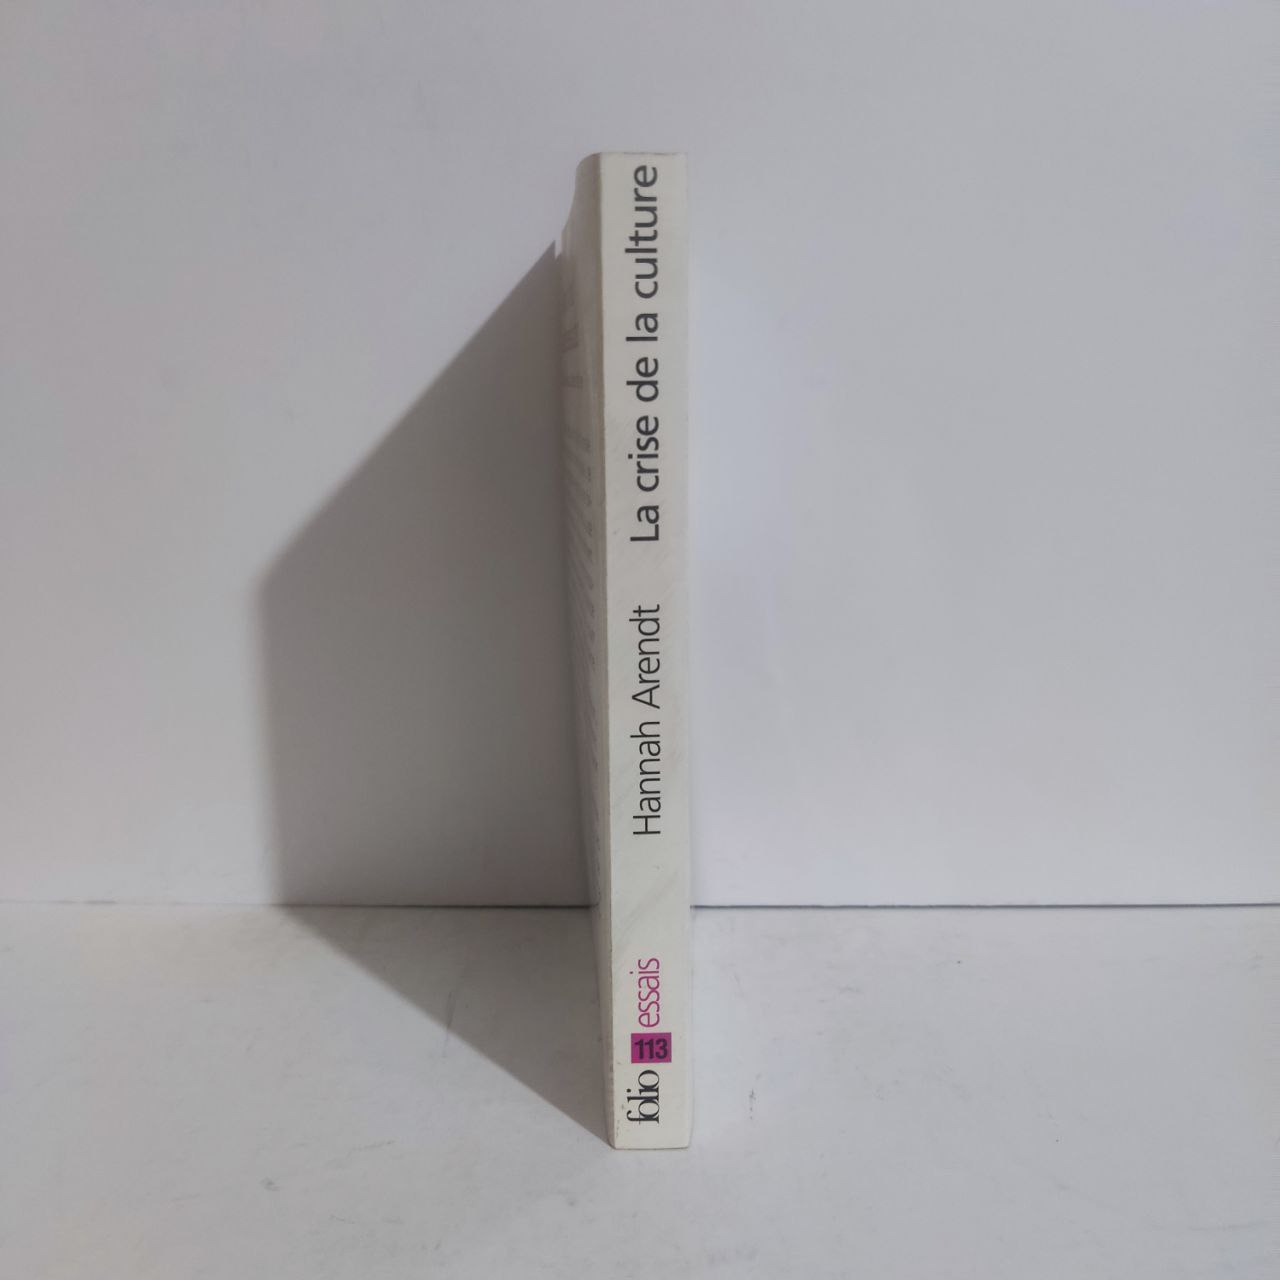 La crise de la culture
Hannah Arendt
folio 113 essais